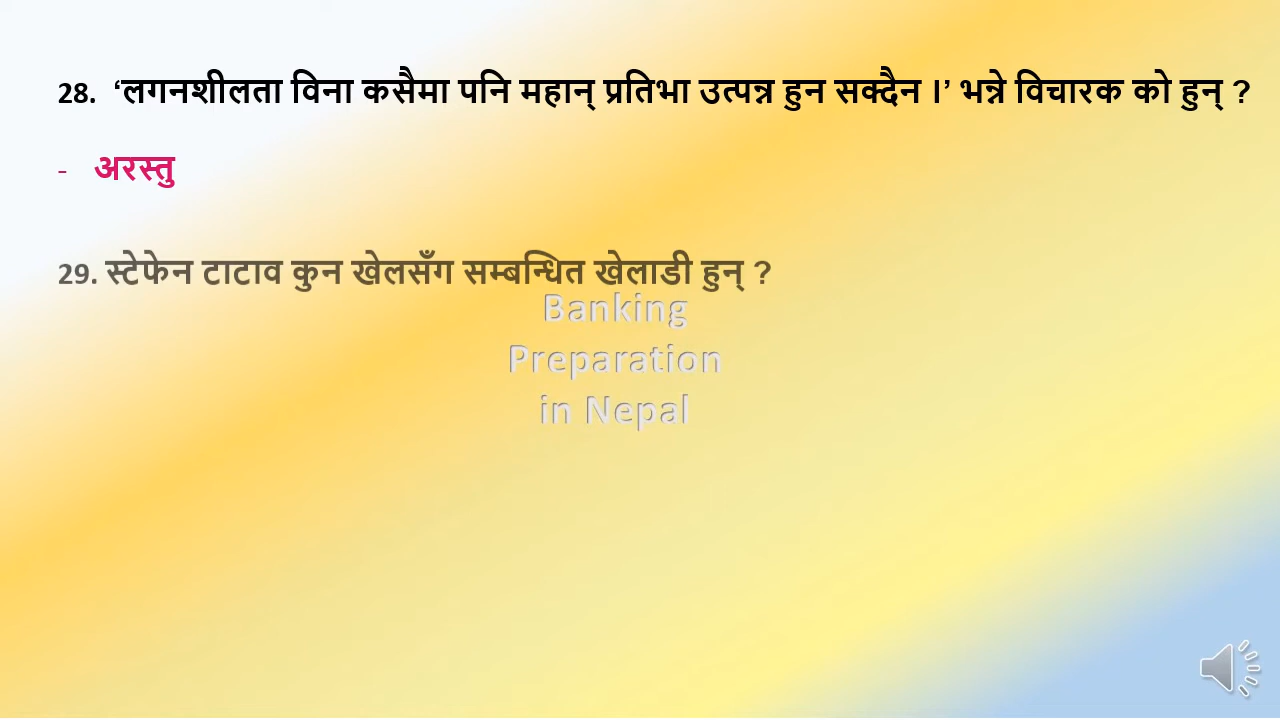 28. ‘लगनशीलता विना कसैमा पनि महान् प्रतिभा उत्पन्न हुन सक्दैन ।’ भन्ने विचारक को हुन् ?
- अरस्तु
29. स्टेफेन टाटाव कुन खेलसँग सम्बन्धित खेलाडी हुन् ?
Banking
Preparation
in Nepal